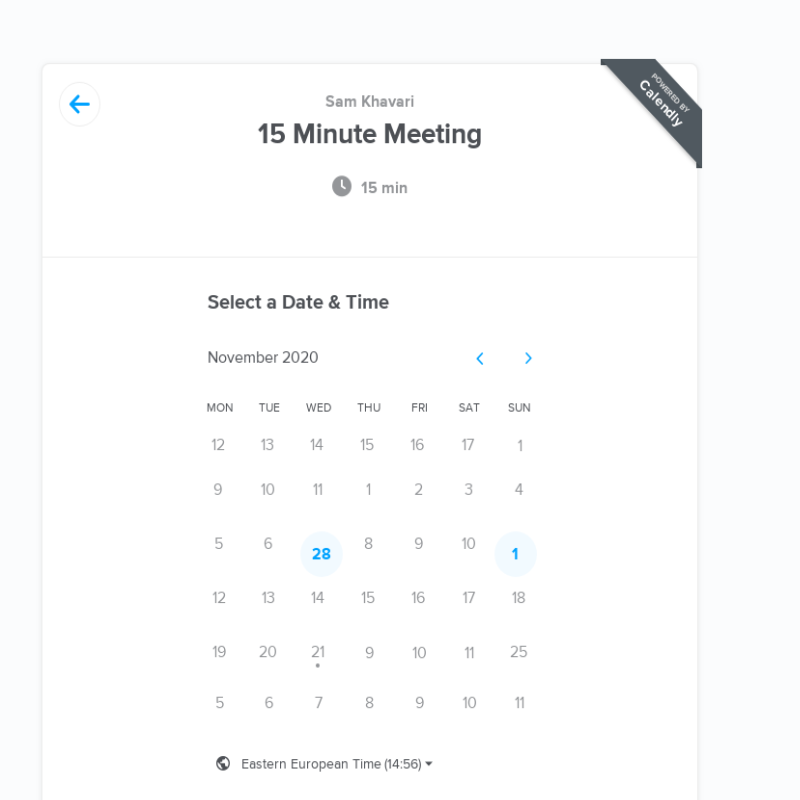 POWERED BY
Calendly
Sam Khavari
15 Minute Meeting
15 min
Select a Date & Time
November 2020
MON TUE WED THU FRI SAT SUN
12 13 14 15 16 17 1
9 10 11 1 2 3 4
5 6 28 8 9 10 1
12 13 14 15 16 17 18
19 20 21 9 10 11 25
5 6 7 8 9 10 11
Eastern European Time (14:56)